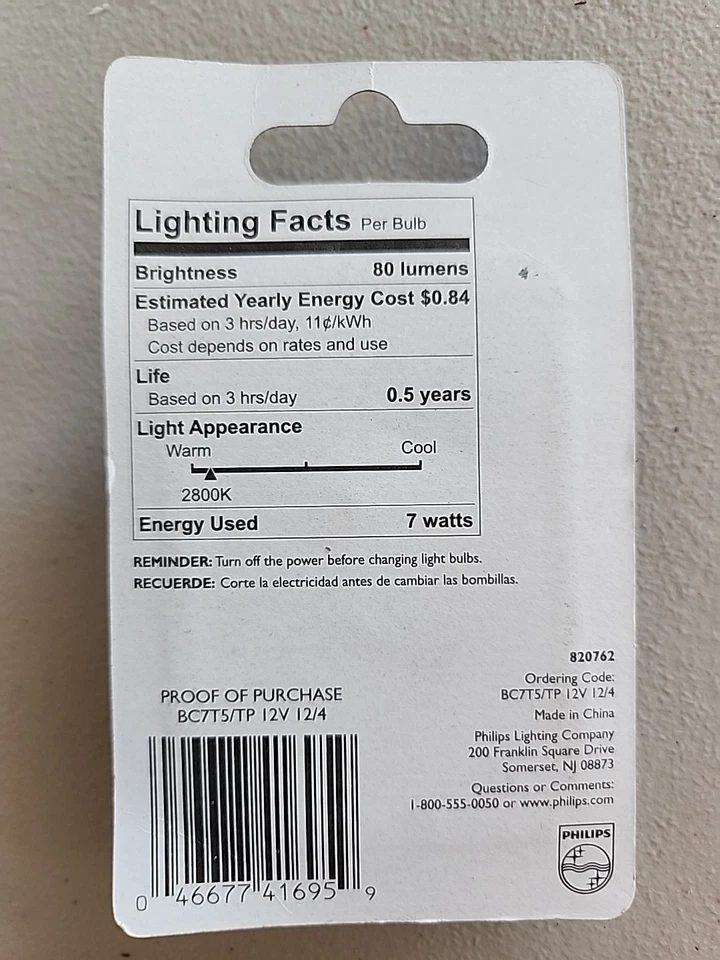 Lighting Facts Per Bulb
Brightness 80 lumens
Estimated Yearly Energy Cost $0.84
Based on 3 hrs/day, 11¢/kWh
Cost depends on rates and use
Life
Based on 3 hrs/day 0.5 years
Light Appearance
Warm Cool
2800K
Energy Used 7 watts
REMINDER: Turn off the power before changing light bulbs.
RECUERDE: Corte la electricidad antes de cambiar las bombillas.
820762
Ordering Code:
BC7T5/TP 12V 12/4
Made in China
Philips Lighting Company
200 Franklin Square Drive
Somerset, NJ 08873
Questions or Comments:
1-800-555-0050 or www.philips.com
PHILIPS
PROOF OF PURCHASE
BC7T5/TP 12V 12/4
0 46677 41695 9